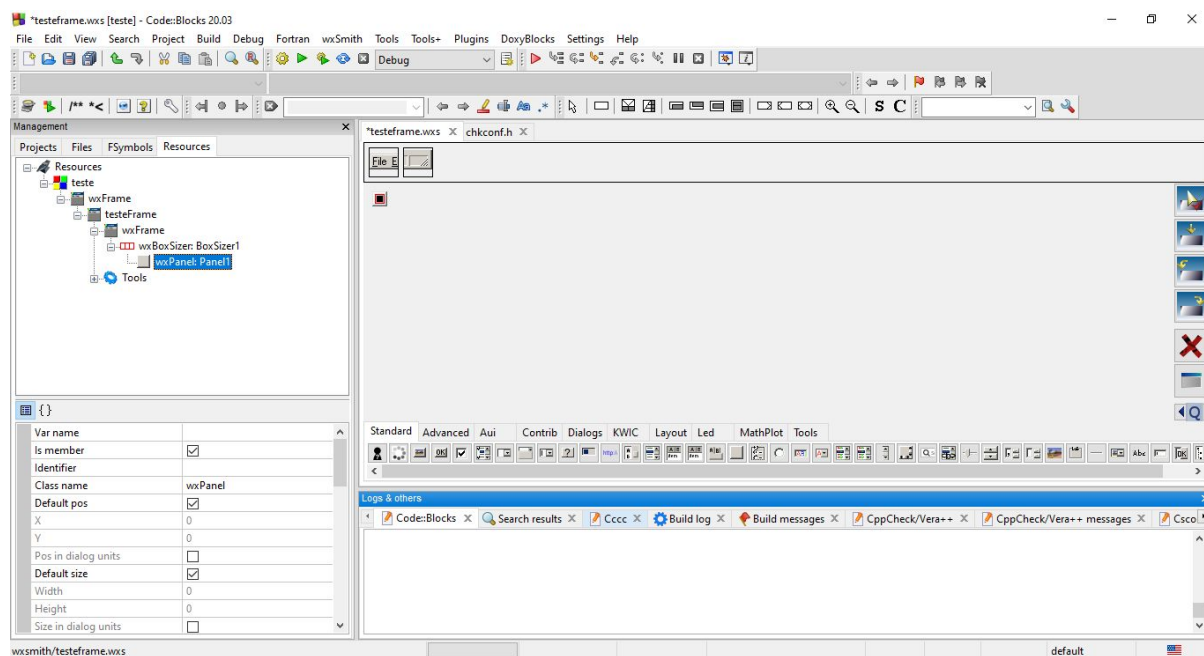 *testeframe.wxs [teste] - Code::Blocks 20.03
File Edit View Search Project Build Debug Fortran wxSmith Tools Tools+ Plugins DoxyBlocks Settings Help
Debug
/** *<
S C
Management
*testeframe.wxs chkconf.h
Projects Files FSymbols Resources
File E
Resources
teste
wxFrame
testeFrame
wxFrame
wxBoxSizer: BoxSizer1
wxPanel: Panel1
Tools
{}
Var name
Is member
Identifier
Class name wxPanel
Default pos
X 0
Y 0
Pos in dialog units
Default size
Width 0
Height 0
Size in dialog units
Q
Standard Advanced Aui Contrib Dialogs KWIC Layout Led MathPlot Tools
Logs & others
Code::Blocks Search results Cccc Build log Build messages CppCheck/Vera++ CppCheck/Vera++ messages Csco
wxsmith/testeframe.wxs default